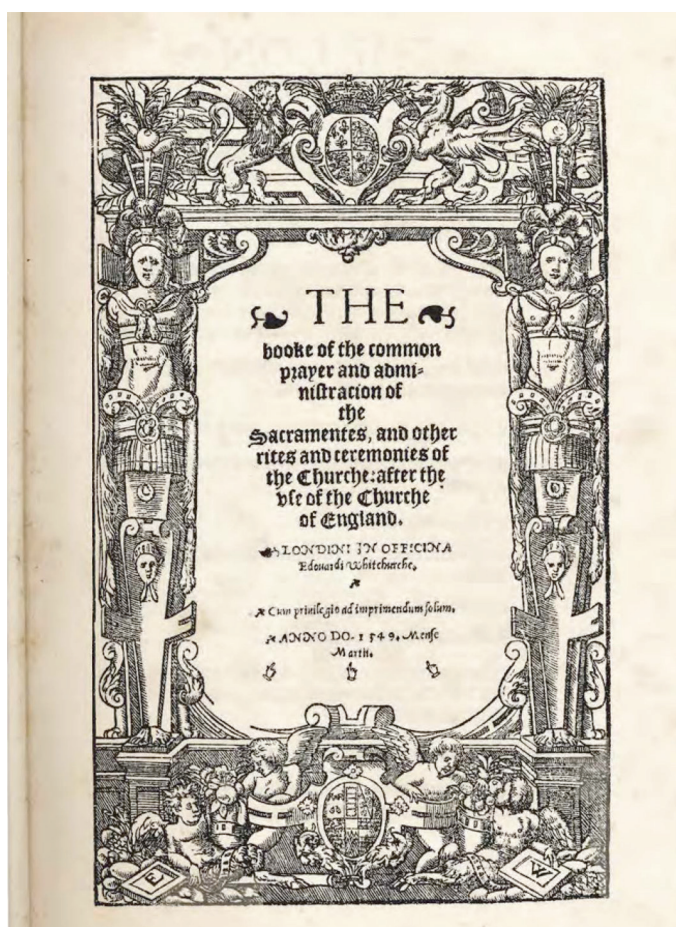 THE
booke of the common
prayer and admi-
nistracion of
the
Sacramentes, and other
rites and ceremonies of
the Churche: after the
vse of the Churche
of England.
LONDINI IN OFFICINA
Edouardi Whitchurche.
Cum priuilegio ad imprimendum solum.
ANNO DO. 1549. Mense
Martii.
E
W